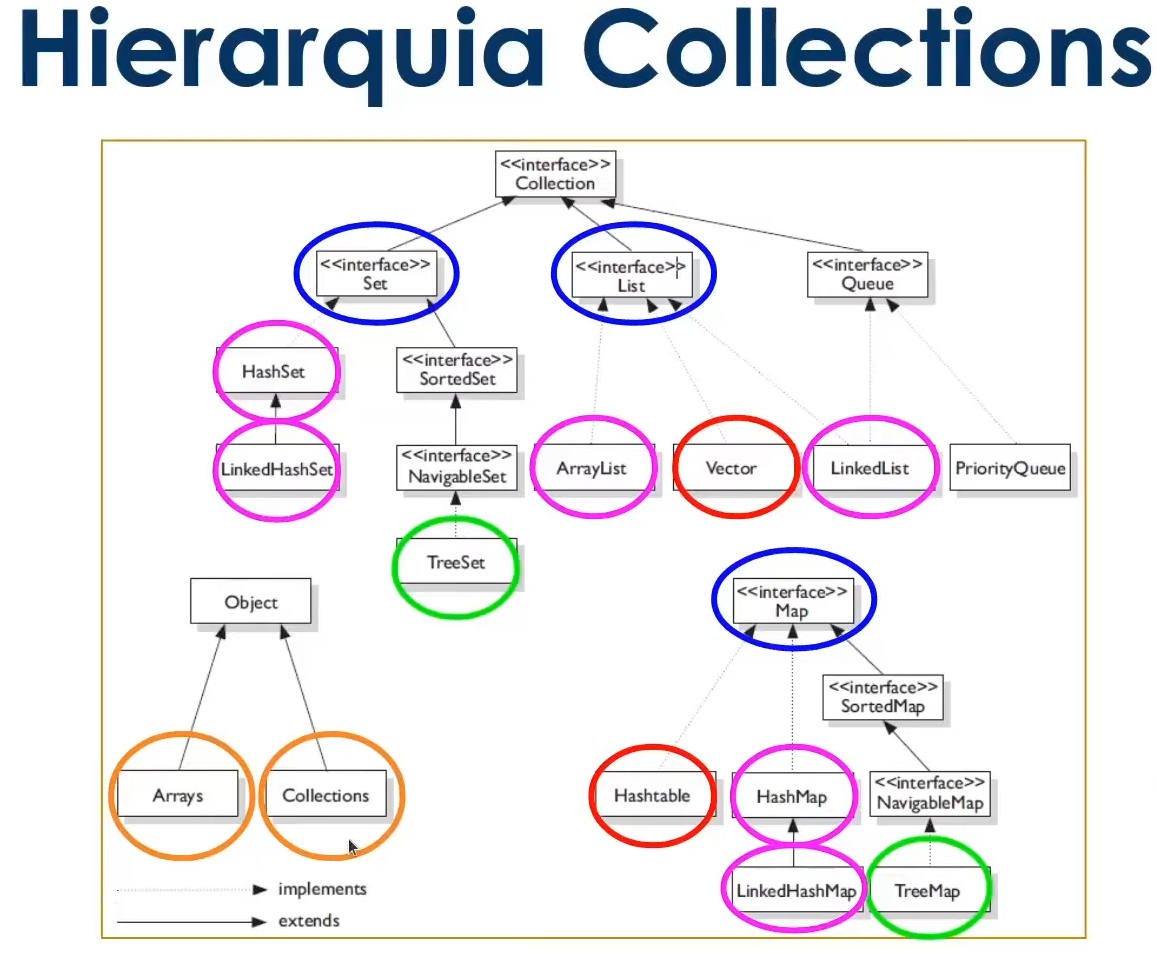 Hierarquia Collections
<<interface>>
Collection
<<interface>>
Set
<<interface>>
List
<<interface>>
Queue
HashSet
<<interface>>
SortedSet
LinkedHashSet
<<interface>>
NavigableSet
ArrayList
Vector
LinkedList
PriorityQueue
TreeSet
Object
<<interface>>
Map
<<interface>>
SortedMap
Arrays
Collections
Hashtable
HashMap
<<interface>>
NavigableMap
LinkedHashMap
TreeMap
implements
extends